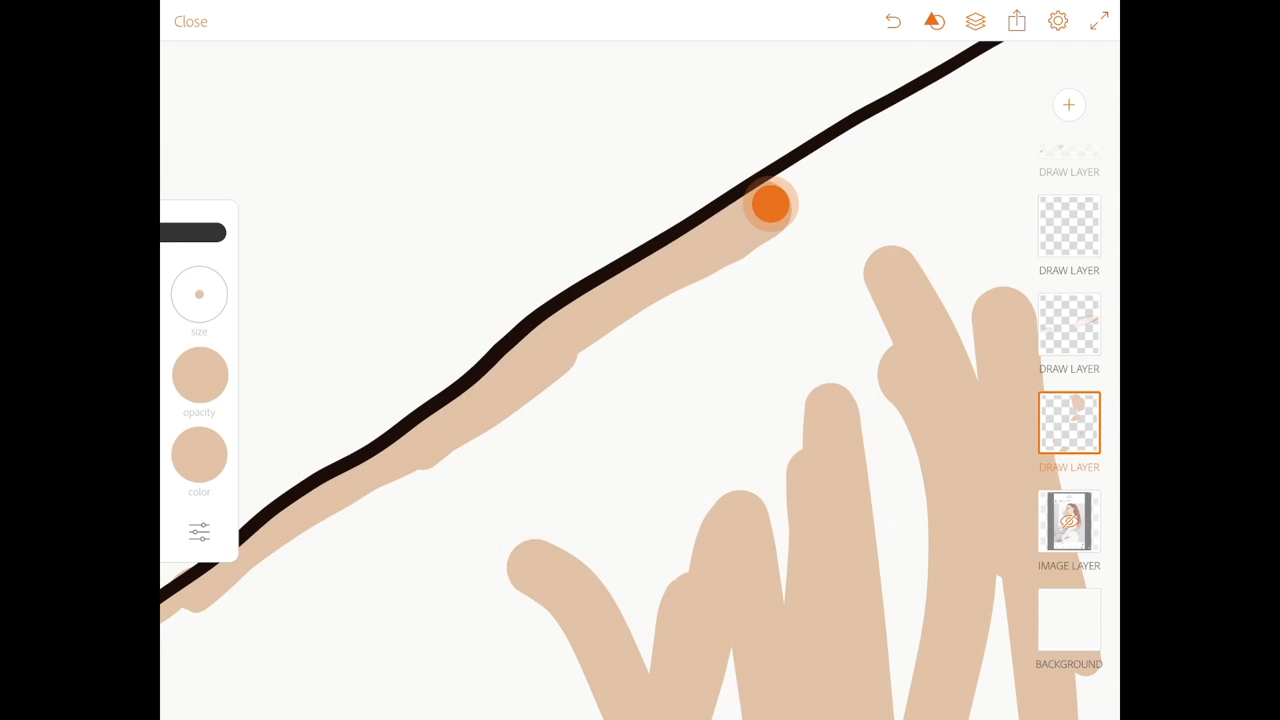 Close
DRAW LAYER
DRAW LAYER
DRAW LAYER
DRAW LAYER
IMAGE LAYER
BACKGROUND
size
opacity
color